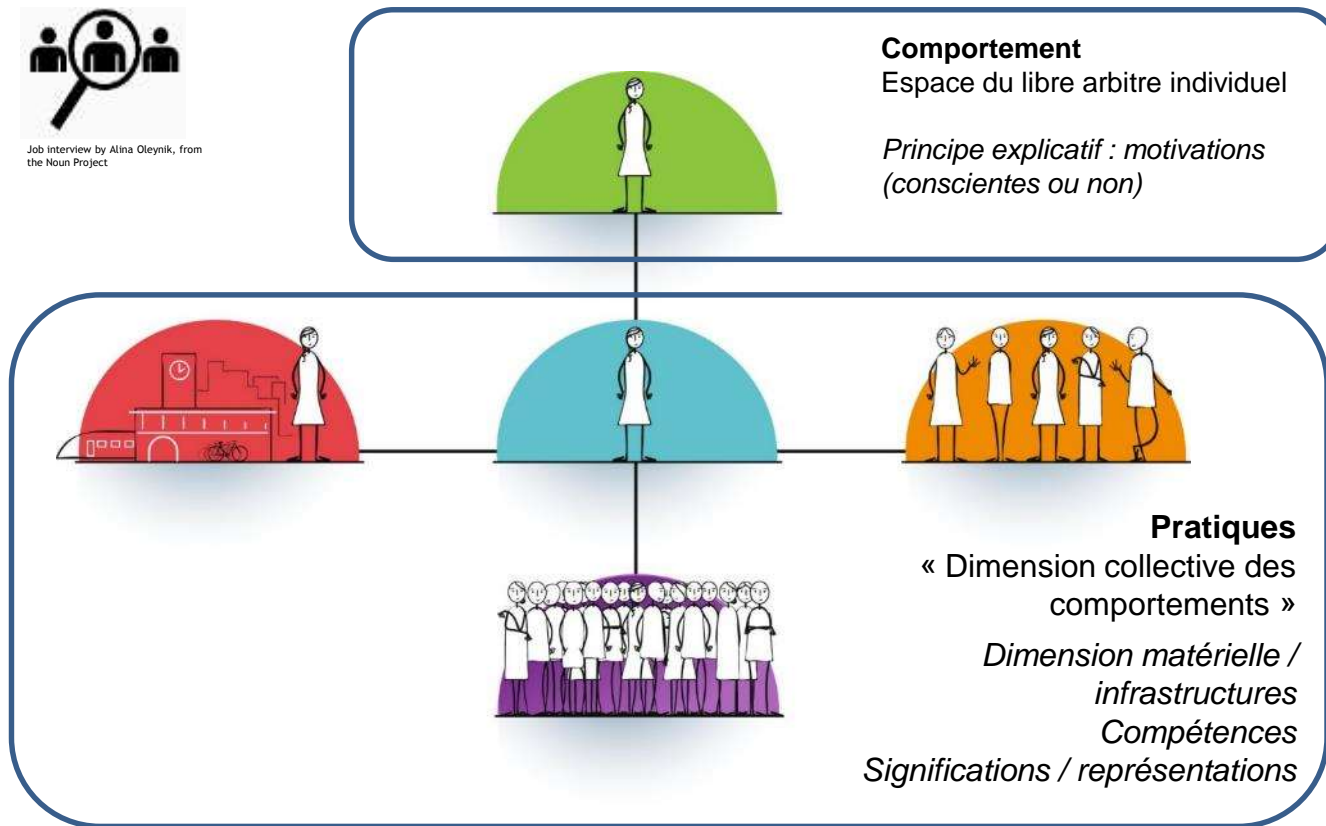 Job interview by Alina Oleynik, from
the Noun Project
Comportement
Espace du libre arbitre individuel
Principe explicatif : motivations
(conscientes ou non)
Pratiques
« Dimension collective des
comportements »
Dimension matérielle /
infrastructures
Compétences
Significations / représentations